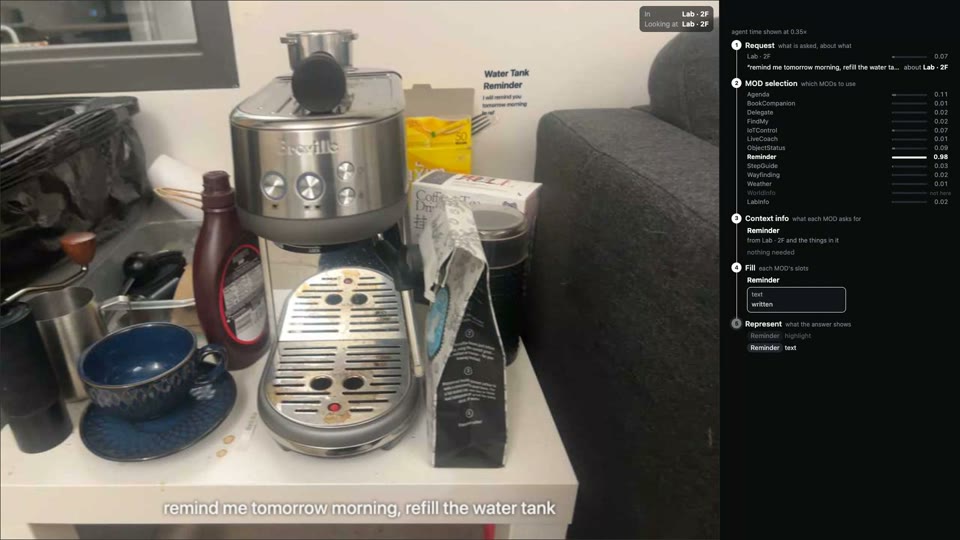 In Lab · 2F
Looking at Lab · 2F
Water Tank
Reminder
I will remind you
tomorrow morning
Breville
50
remind me tomorrow morning, refill the water tank
agent time shown at 0.35×
1 Request what is asked, about what
Lab · 2F 0.07
"remind me tomorrow morning, refill the water ta... about Lab · 2F
2 MOD selection which MODs to use
Agenda 0.11
BookCompanion 0.01
Delegate 0.02
FindMy 0.02
IoTControl 0.07
LiveCoach 0.01
ObjectStatus 0.09
Reminder 0.98
StepGuide 0.03
Wayfinding 0.02
Weather 0.01
WorldInfo not here
LabInfo 0.02
3 Context info what each MOD asks for
Reminder
from Lab · 2F and the things in it
nothing needed
4 Fill each MOD's slots
Reminder
text
written
5 Represent what the answer shows
Reminder highlight
Reminder text